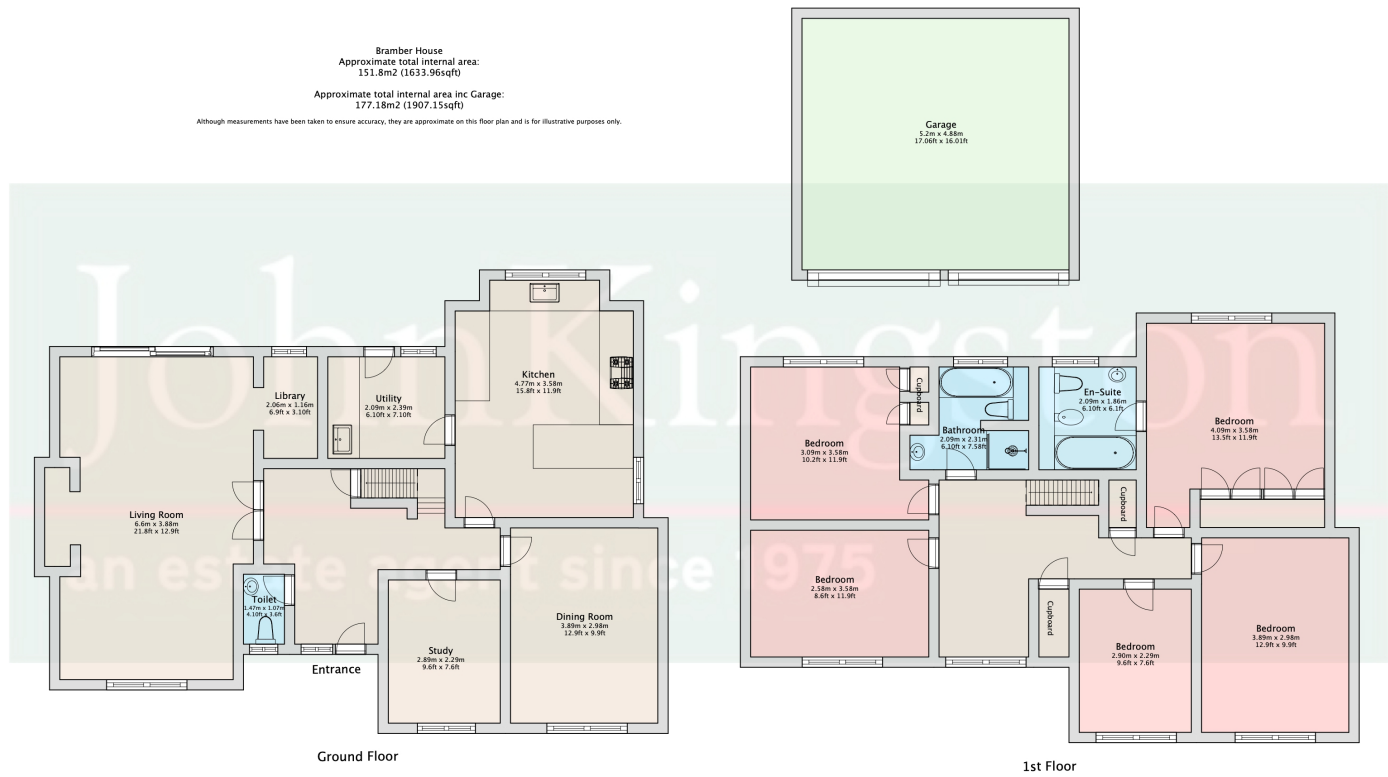 Bramber House
Approximate total internal area:
151.8m2 (1633.96sqft)
Approximate total internal area inc Garage:
177.18m2 (1907.15sqft)
Although measurements have been taken to ensure accuracy, they are approximate on this floor plan and is for illustrative purposes only.
Garage
5.2m x 4.88m
17.06ft x 16.01ft
John Kingston
an estate agent since 1975
Kitchen
4.77m x 3.58m
15.8ft x 11.9ft
Library
2.06m x 1.16m
6.9ft x 3.10ft
Utility
2.09m x 2.39m
6.10ft x 7.10ft
Living Room
6.6m x 3.88m
21.8ft x 12.9ft
Toilet
1.47m x 1.07m
4.10ft x 3.6ft
Entrance
Study
2.89m x 2.29m
9.6ft x 7.6ft
Dining Room
3.89m x 2.98m
12.9ft x 9.9ft
Ground Floor
Bedroom
3.09m x 3.58m
10.2ft x 11.9ft
Cupboard
Bathroom
2.09m x 2.31m
6.10ft x 7.58ft
En-Suite
2.09m x 1.86m
6.10ft x 6.1ft
Bedroom
4.09m x 3.58m
13.5ft x 11.9ft
Cupboard
Bedroom
2.58m x 3.58m
8.6ft x 11.9ft
Cupboard
Bedroom
2.90m x 2.29m
9.6ft x 7.6ft
Bedroom
3.89m x 2.98m
12.9ft x 9.9ft
1st Floor